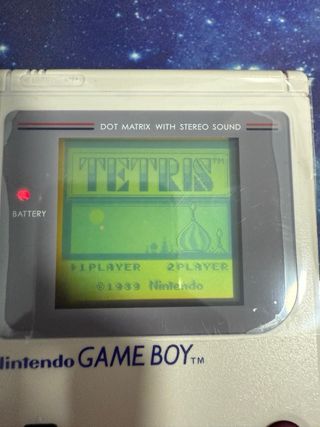 DOT MATRIX WITH STEREO SOUND
TETRIS™
BATTERY
1PLAYER 2PLAYER
©1989 Nintendo
Nintendo GAME BOY™